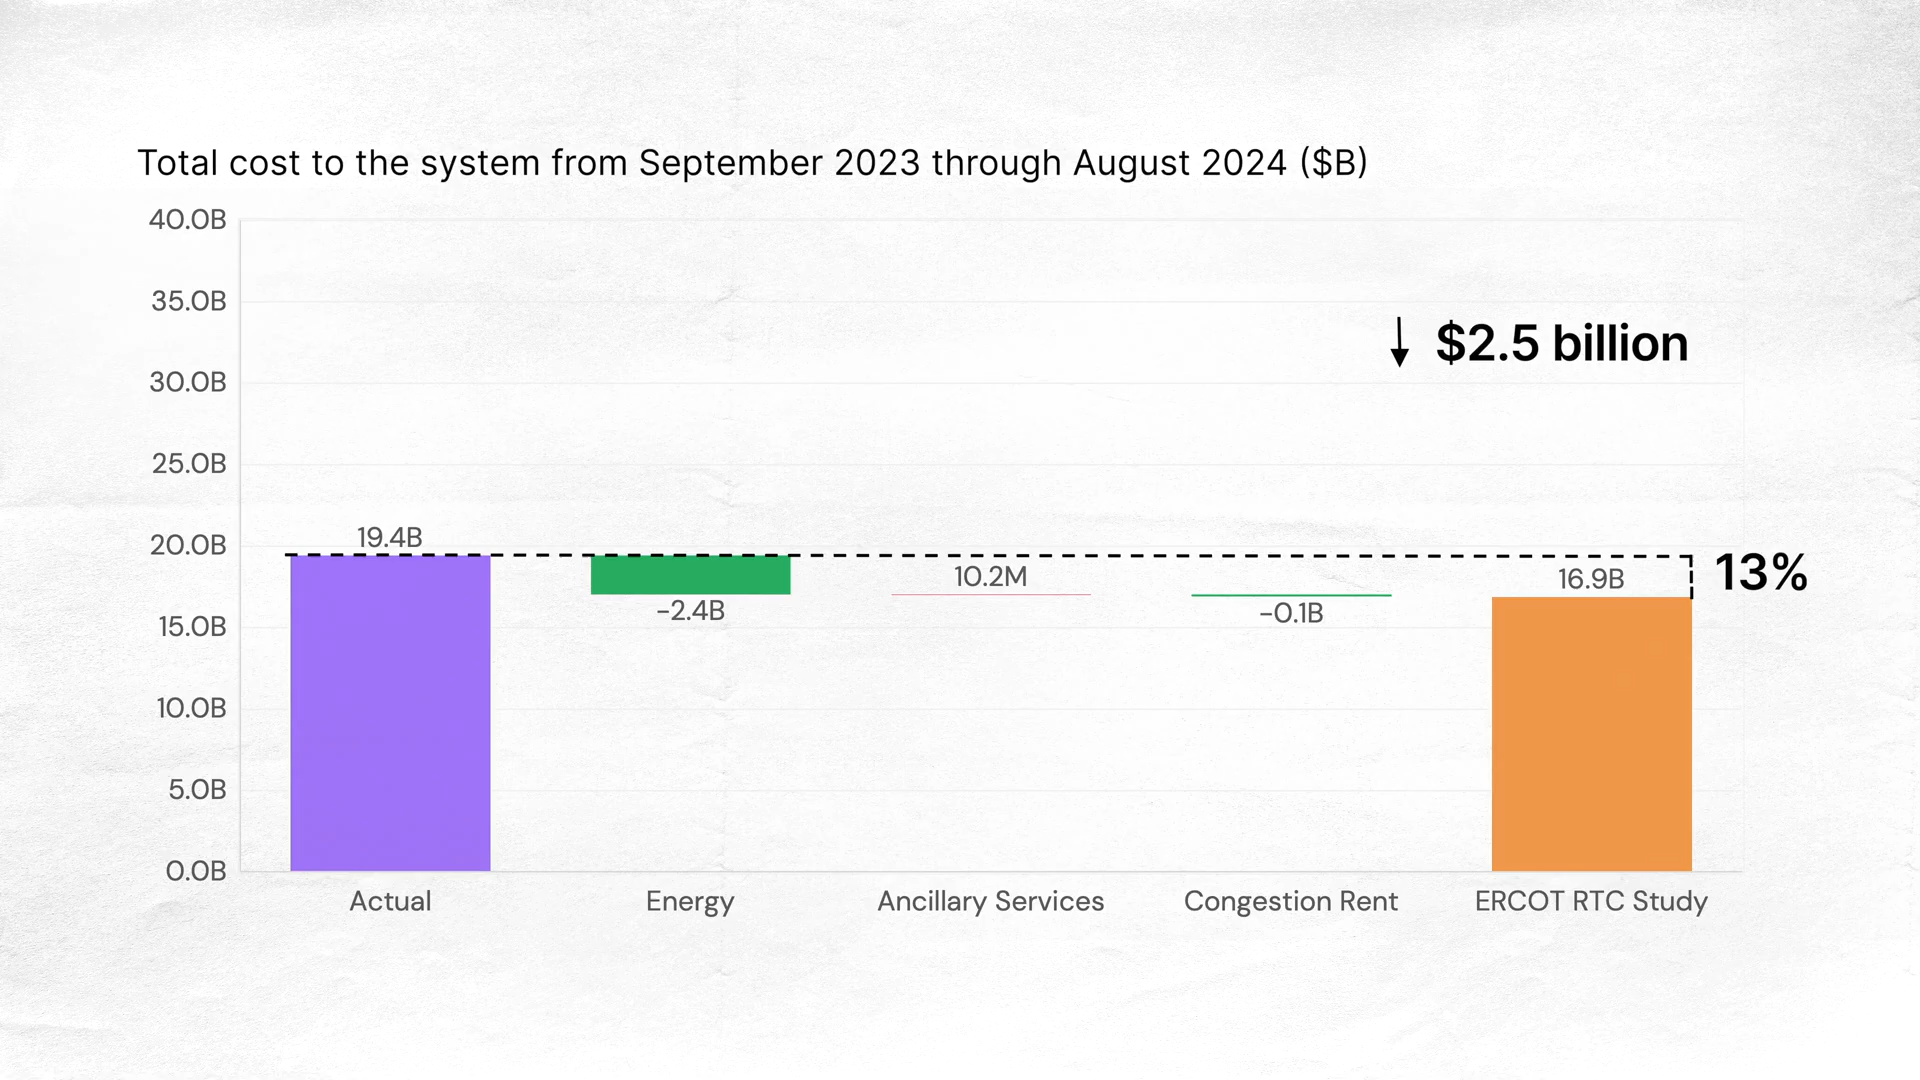 Total cost to the system from September 2023 through August 2024 ($B)
40.0B
35.0B
$2.5 billion
30.0B
25.0B
20.0B
19.4B
13%
10.2M
16.9B
-2.4B
-0.1B
15.0B
10.0B
5.0B
0.0B
Actual
Energy
Ancillary Services
Congestion Rent
ERCOT RTC Study